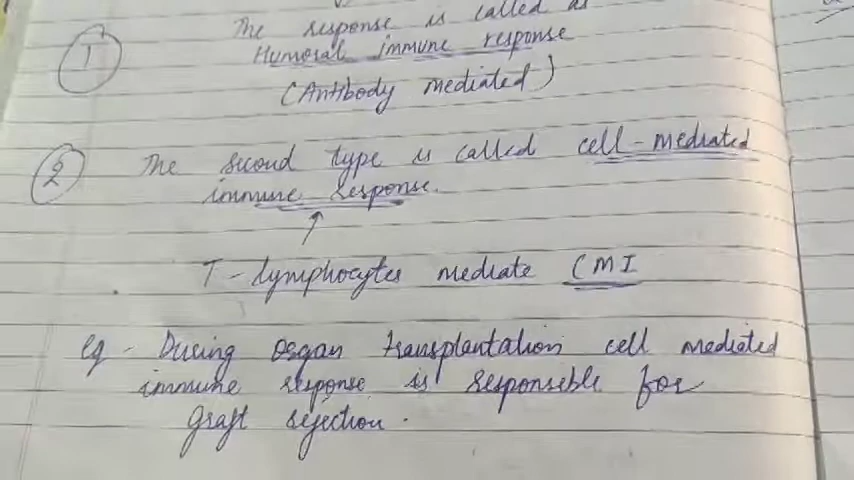 1 The response is called as
Humoral immune response
(Antibody mediated)
2 The second type is called cell-mediated
immune response.
T-lymphocytes mediate CMI
eg - During organ transplantation cell mediated
immune response is responsible for
graft rejection.